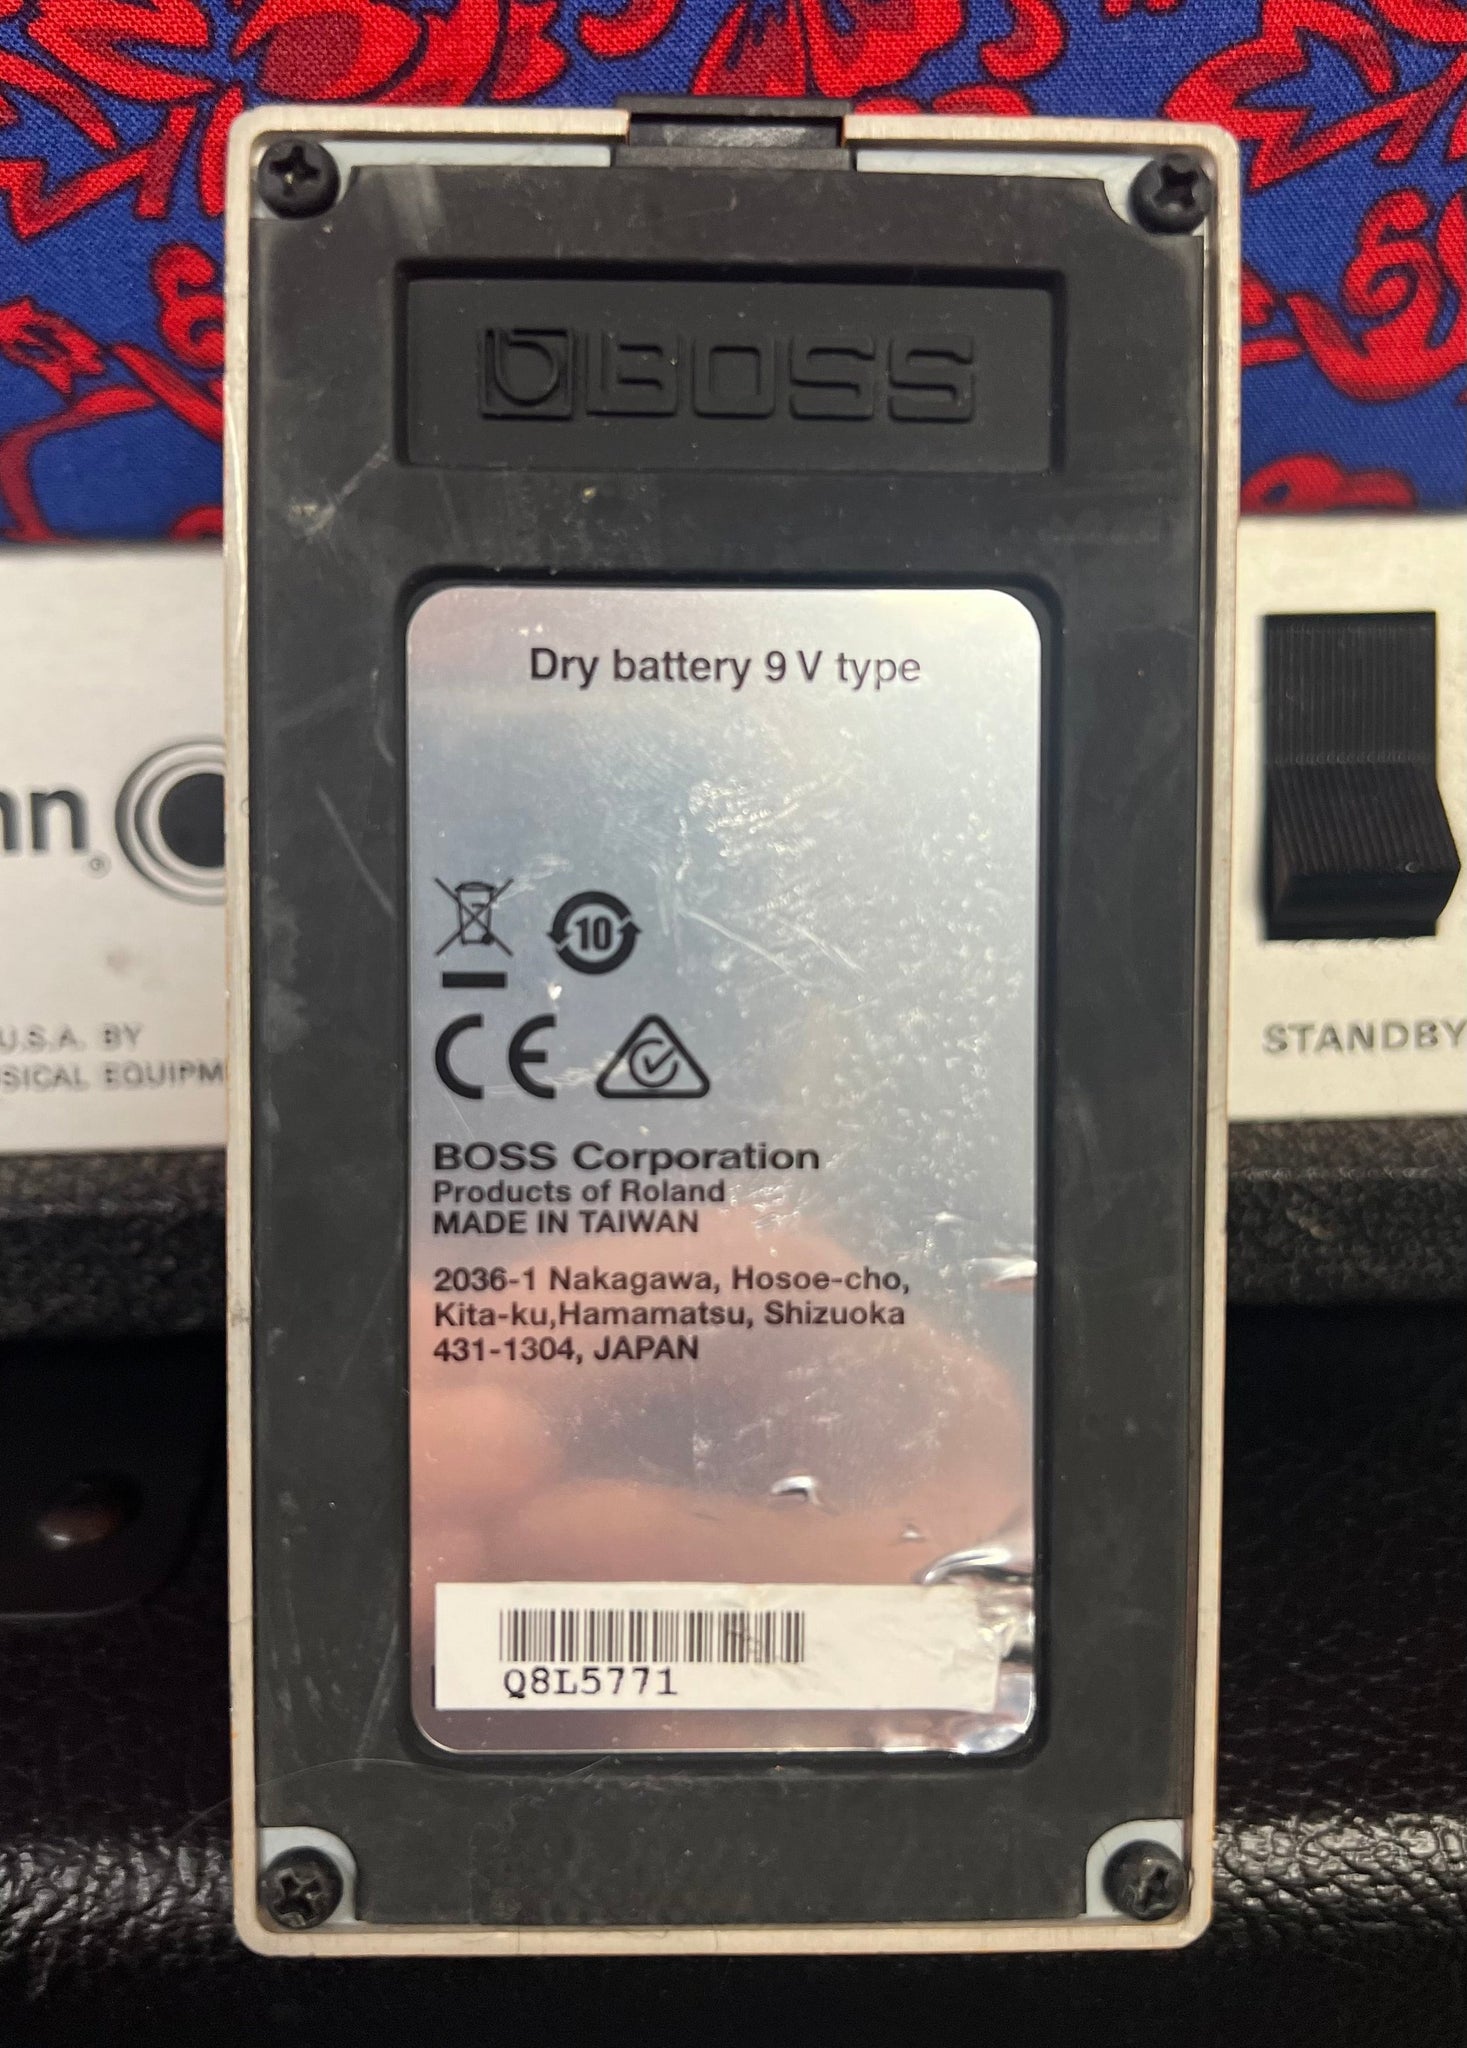 BOSS
Dry battery 9 V type
nn®
10
CE
U.S.A. BY
SICAL EQUIPM
STANDBY
BOSS Corporation
Products of Roland
MADE IN TAIWAN
2036-1 Nakagawa, Hosoe-cho,
Kita-ku,Hamamatsu, Shizuoka
431-1304, JAPAN
Q8L5771